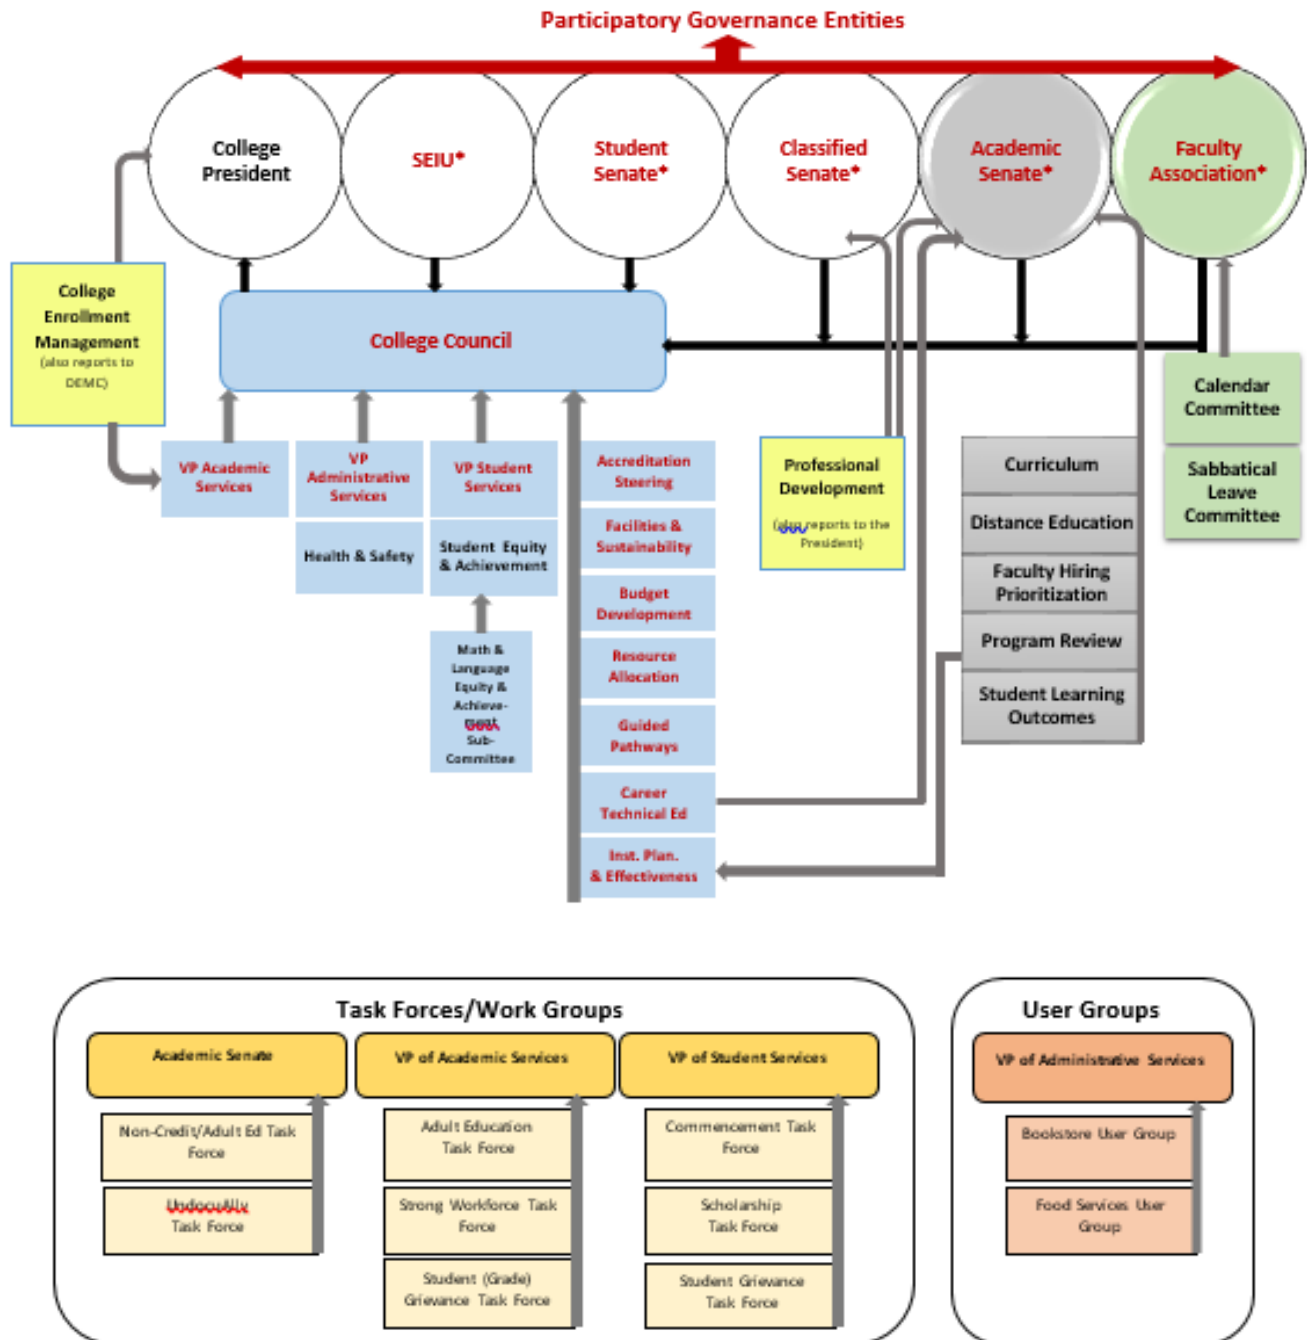 Participatory Governance Entities
College
President
SEIU*
Student
Senate*
Classified
Senate*
Academic
Senate*
Faculty
Association*
College
Enrollment
Management
(also reports to
DEMC)
College Council
Calendar
Committee
Sabbatical
Leave
Committee
VP Academic
Services
VP
Administrative
Services
Health & Safety
VP Student
Services
Student Equity
& Achievement
Math &
Language
Equity &
Achieve-
ment
Sub-
Committee
Accreditation
Steering
Facilities &
Sustainability
Budget
Development
Resource
Allocation
Guided
Pathways
Career
Technical Ed
Inst. Plan.
& Effectiveness
Professional
Development
(also reports to the
President)
Curriculum
Distance Education
Faculty Hiring
Prioritization
Program Review
Student Learning
Outcomes
Task Forces/Work Groups
Academic Senate
Non-Credit/Adult Ed Task
Force
UndocuAlly
Task Force
VP of Academic Services
Adult Education
Task Force
Strong Workforce Task
Force
Student (Grade)
Grievance Task Force
VP of Student Services
Commencement Task
Force
Scholarship
Task Force
Student Grievance
Task Force
User Groups
VP of Administrative Services
Bookstore User Group
Food Services User
Group